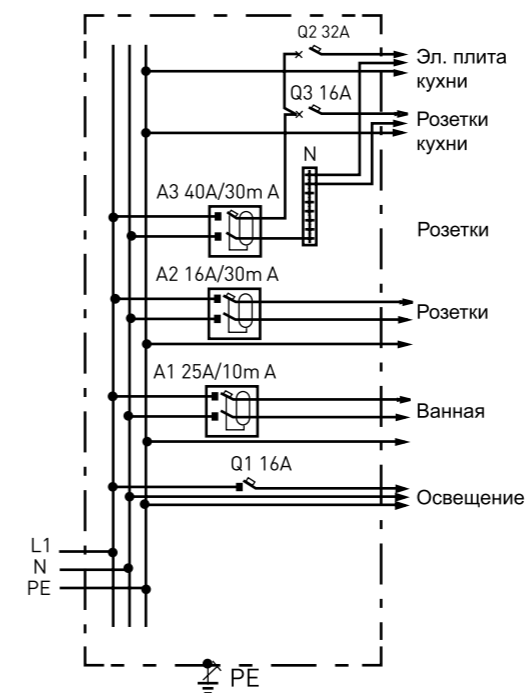 Q2 32A
Эл. плита
кухни
Q3 16A
Розетки
кухни
N
A3 40A/30m A
Розетки
A2 16A/30m A
Розетки
A1 25A/10m A
Ванная
Q1 16A
Освещение
L1
N
PE
PE